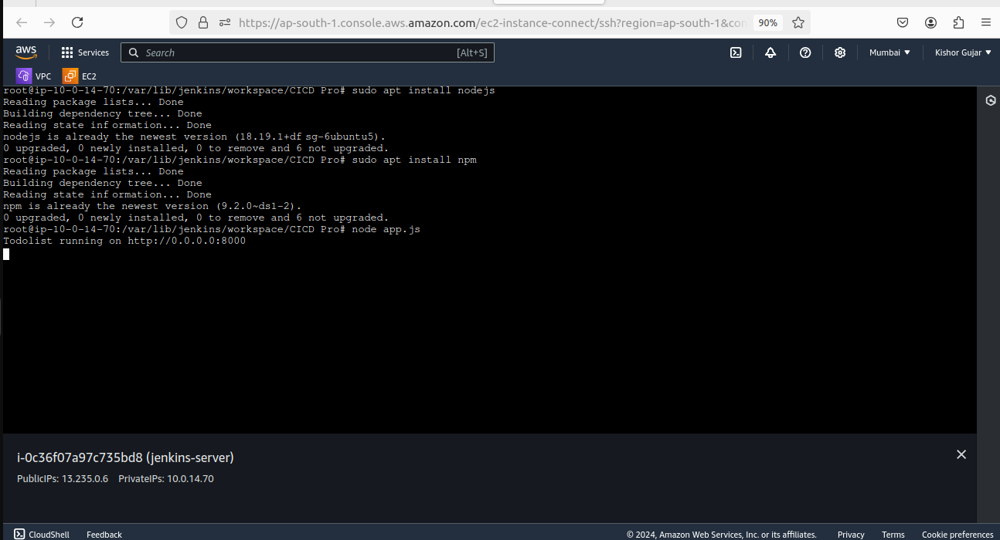 https://ap-south-1.console.aws.amazon.com/ec2-instance-connect/ssh?region=ap-south-1&con
90%
aws
Services
Search
[Alt+S]
Mumbai
Kishor Gujar
VPC
EC2
root@ip-10-0-14-70:/var/lib/jenkins/workspace/CICD Pro# sudo apt install nodejs
Reading package lists... Done
Building dependency tree... Done
Reading state information... Done
nodejs is already the newest version (18.19.1+dfsg-6ubuntu5).
0 upgraded, 0 newly installed, 0 to remove and 6 not upgraded.
root@ip-10-0-14-70:/var/lib/jenkins/workspace/CICD Pro# sudo apt install npm
Reading package lists... Done
Building dependency tree... Done
Reading state information... Done
npm is already the newest version (9.2.0~ds1-2).
0 upgraded, 0 newly installed, 0 to remove and 6 not upgraded.
root@ip-10-0-14-70:/var/lib/jenkins/workspace/CICD Pro# node app.js
Todolist running on http://0.0.0.0:8000
i-0c36f07a97c735bd8 (jenkins-server)
PublicIPs: 13.235.0.6 PrivateIPs: 10.0.14.70
CloudShell
Feedback
© 2024, Amazon Web Services, Inc. or its affiliates.
Privacy
Terms
Cookie preferences